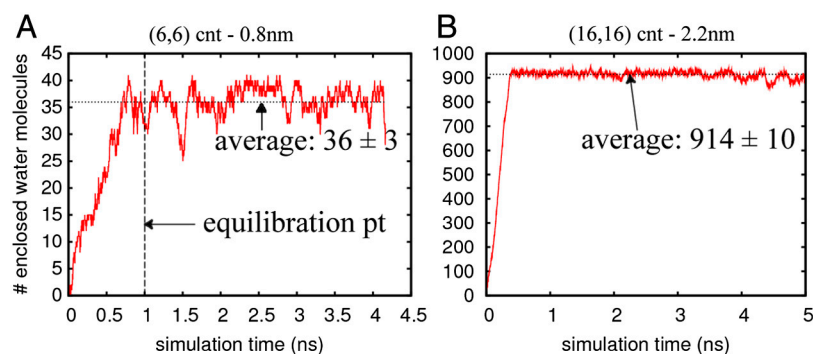 A
(6,6) cnt - 0.8nm
# enclosed water molecules
45
40
35
30
25
20
15
10
5
0
average: 36 ± 3
equilibration pt
0 0.5 1 1.5 2 2.5 3 3.5 4 4.5
simulation time (ns)
B
(16,16) cnt - 2.2nm
1000
900
800
700
600
500
400
300
200
100
0
average: 914 ± 10
0 1 2 3 4 5
simulation time (ns)